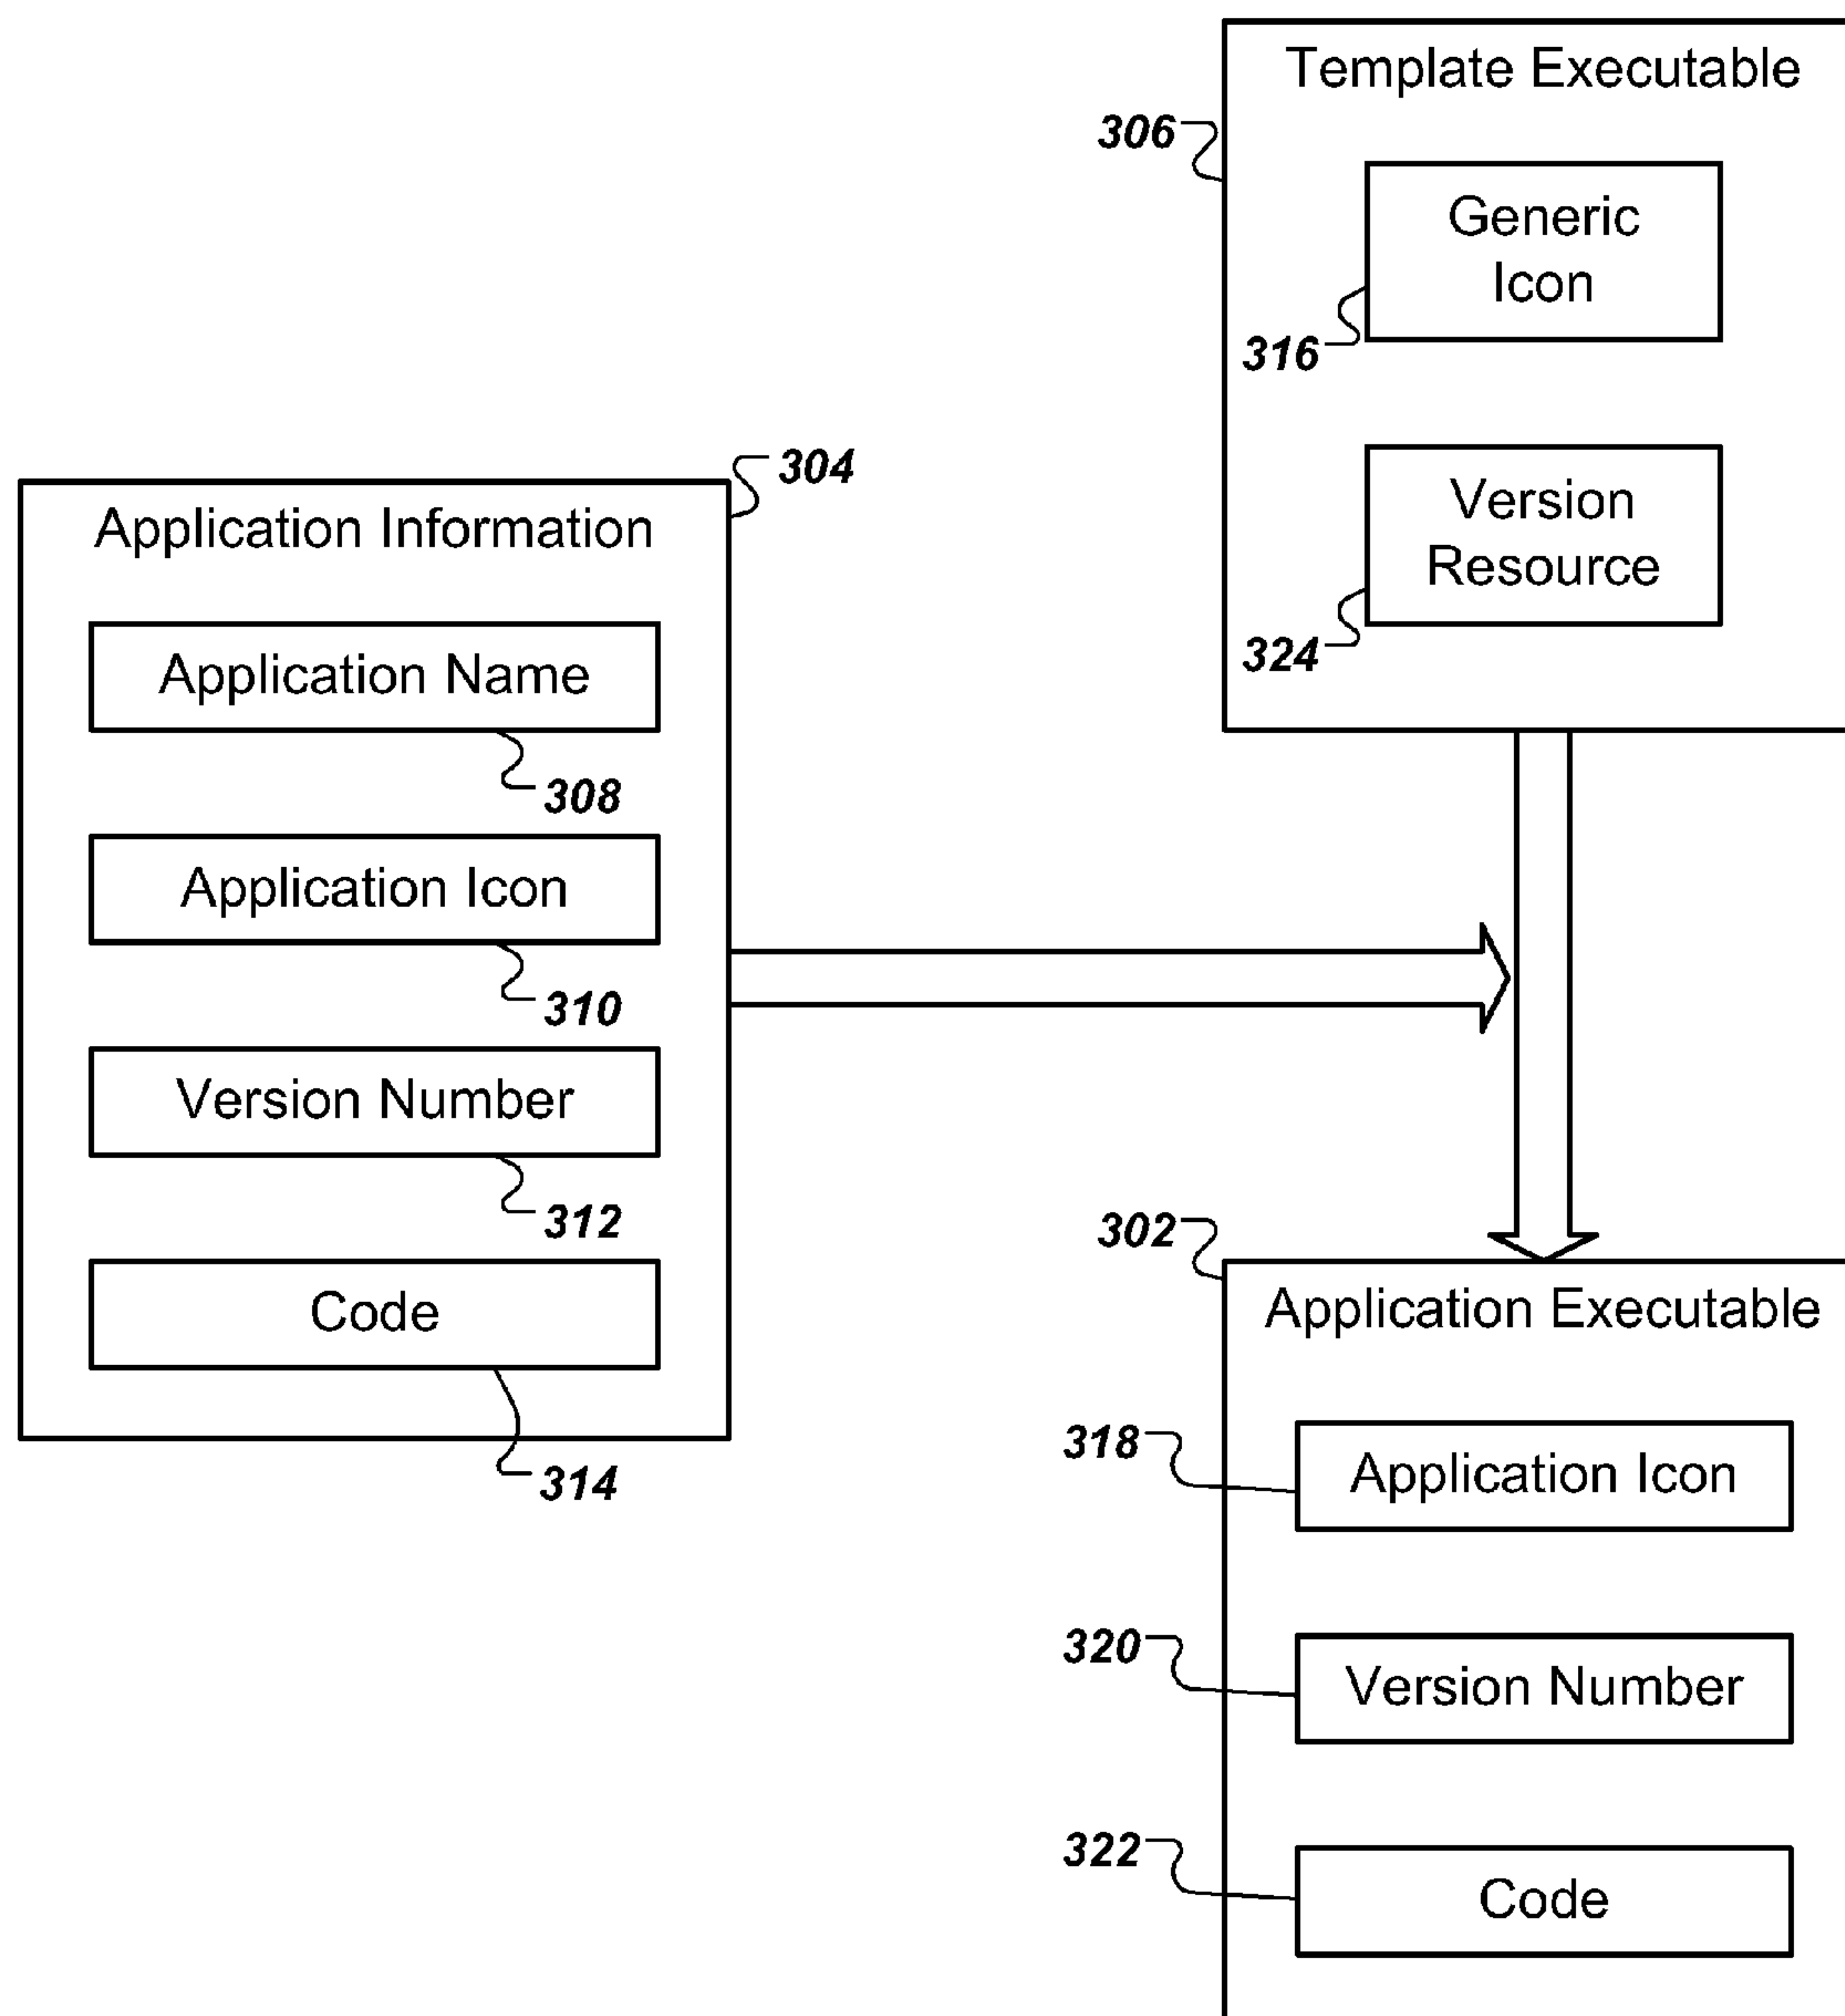 Template Executable
306
Generic
Icon
316
Version
Resource
324
304
Application Information
Application Name
308
Application Icon
310
Version Number
312
Code
314
302
Application Executable
318
Application Icon
320
Version Number
322
Code